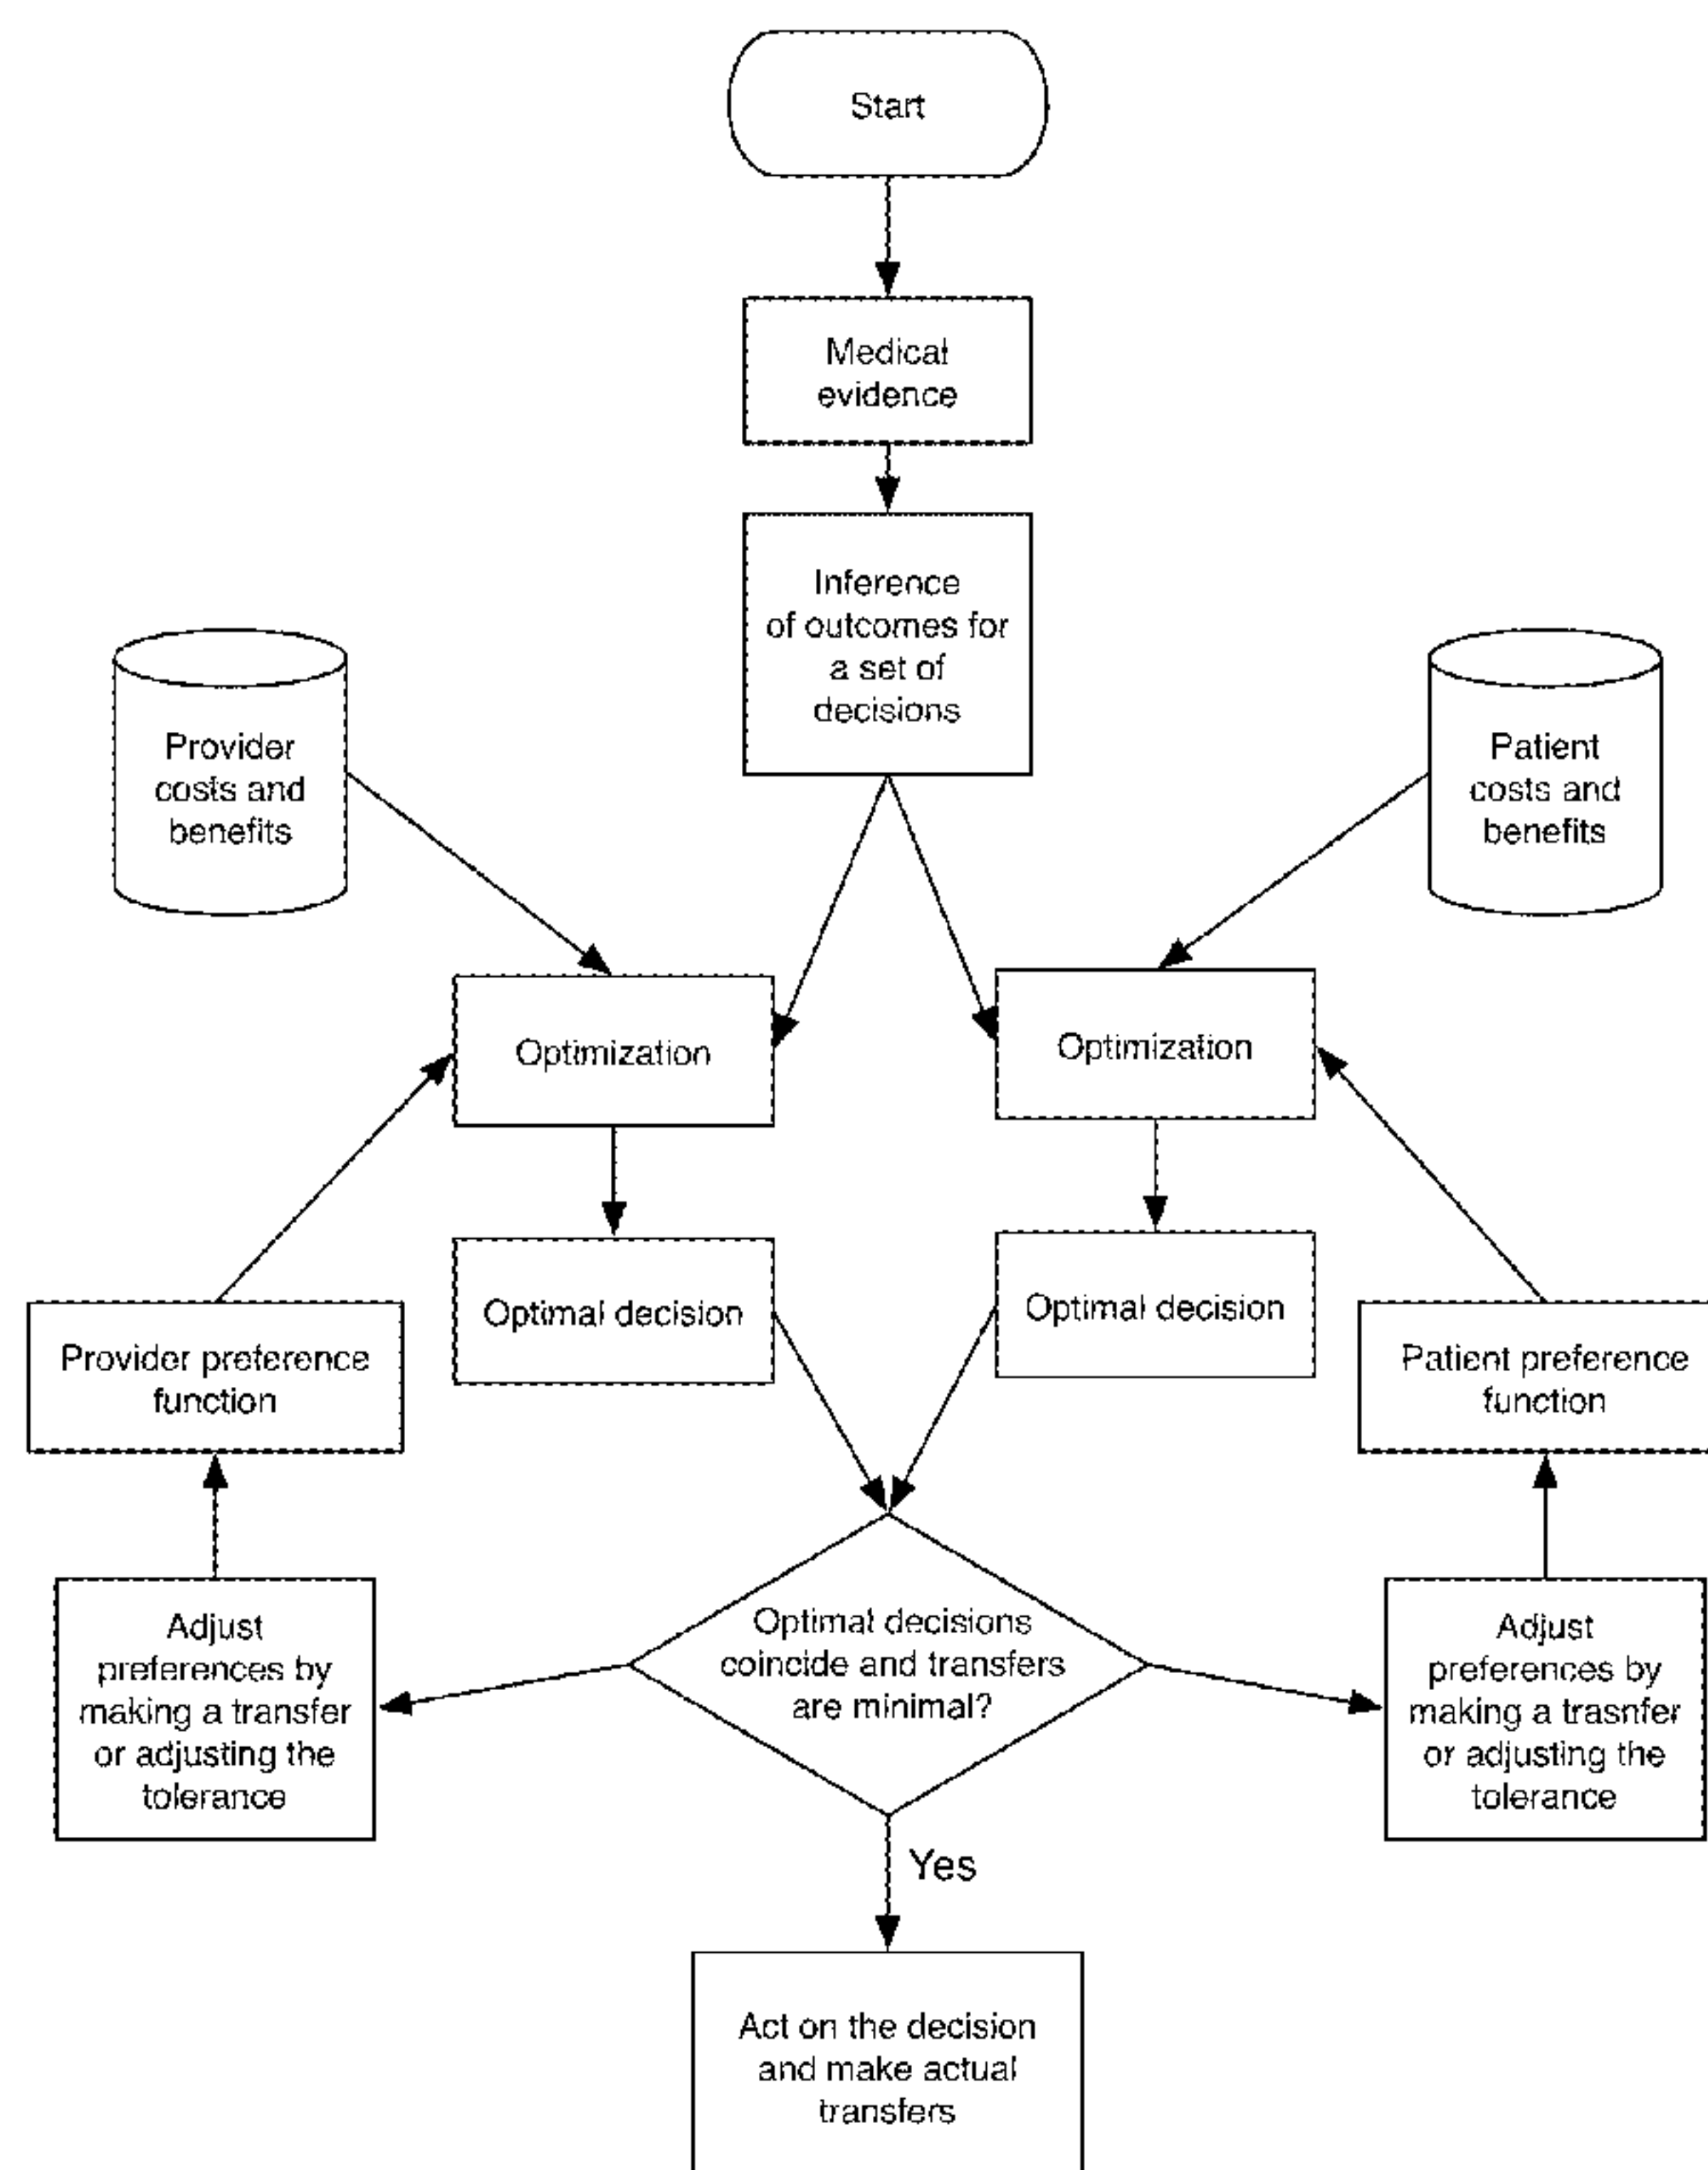 Start
Medical
evidence
Inference
of outcomes for
a set of
decisions
Provider
costs and
benefits
Patient
costs and
benefits
Optimization
Optimization
Optimal decision
Optimal decision
Provider preference
function
Patient preference
function
Adjust
preferences by
making a transfer
or adjusting the
tolerance
Optimal decisions
coincide and transfers
are minimal?
Adjust
preferences by
making a trasnfer
or adjusting the
tolerance
Yes
Act on the decision
and make actual
transfers